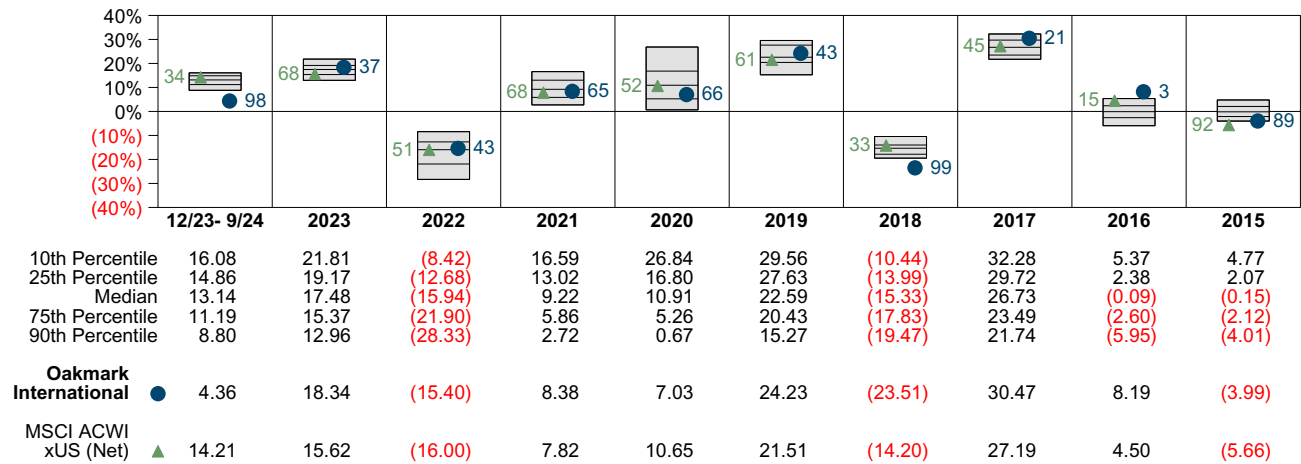 40%
30%
20%
10%
0%
(10%)
(20%)
(30%)
(40%)
34 98 68 37 51 43 68 65 52 66 61 43 33 99 45 21 15 3 92 89
12/23- 9/24 2023 2022 2021 2020 2019 2018 2017 2016 2015
10th Percentile 16.08 21.81 (8.42) 16.59 26.84 29.56 (10.44) 32.28 5.37 4.77
25th Percentile 14.86 19.17 (12.68) 13.02 16.80 27.63 (13.99) 29.72 2.38 2.07
Median 13.14 17.48 (15.94) 9.22 10.91 22.59 (15.33) 26.73 (0.09) (0.15)
75th Percentile 11.19 15.37 (21.90) 5.86 5.26 20.43 (17.83) 23.49 (2.60) (2.12)
90th Percentile 8.80 12.96 (28.33) 2.72 0.67 15.27 (19.47) 21.74 (5.95) (4.01)
Oakmark
International 4.36 18.34 (15.40) 8.38 7.03 24.23 (23.51) 30.47 8.19 (3.99)
MSCI ACWI
xUS (Net) 14.21 15.62 (16.00) 7.82 10.65 21.51 (14.20) 27.19 4.50 (5.66)